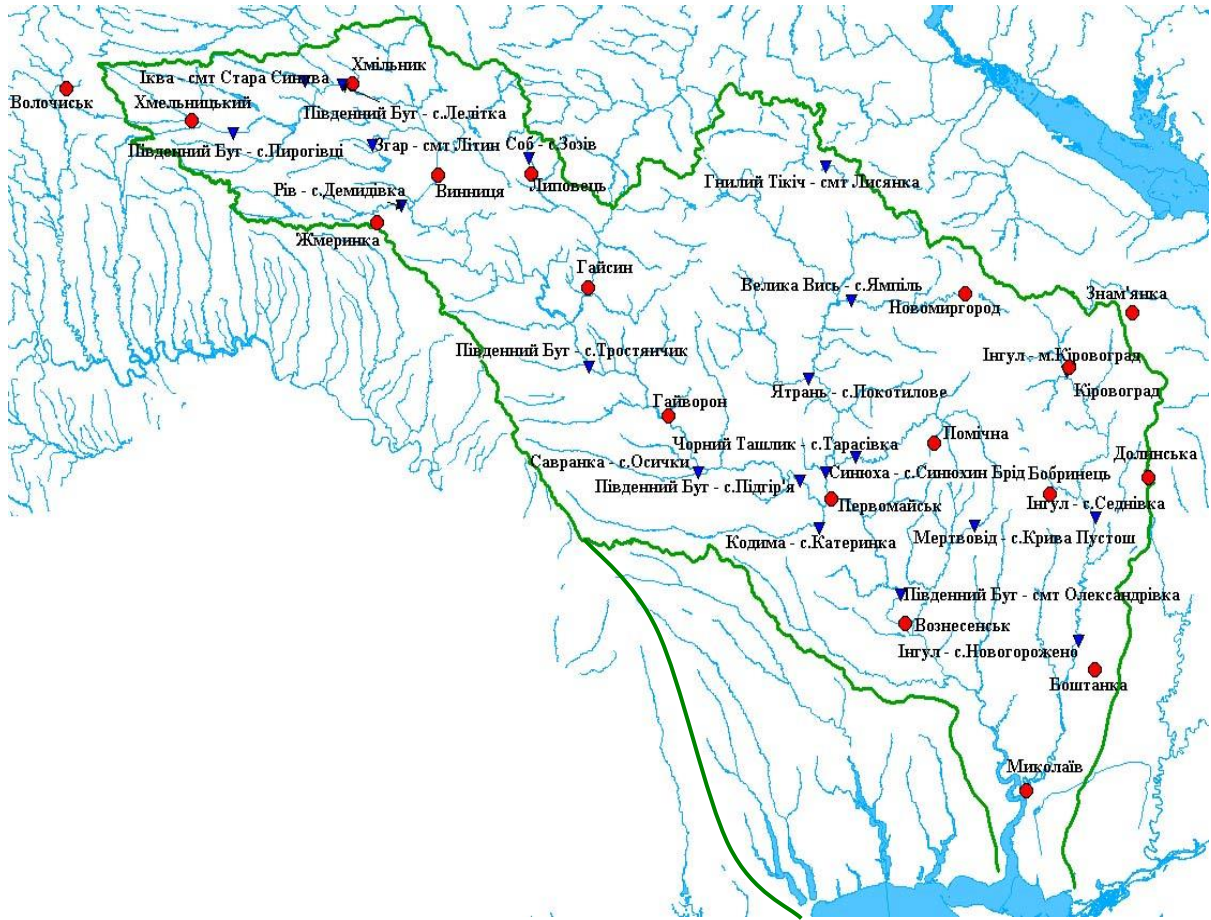 Хмільник
Іква - смт Стара Синява
Волочиськ
Хмельницький
Південний Буг - с.Лелітка
Південний Буг - с.Пирогівці
Згар - смт Літин
Соб - с.Зозів
Гнилий Тікіч - смт Лисянка
Рів - с.Демидівка
Винниця
Липовець
Жмеринка
Гайсин
Велика Вись - с.Ямпіль
Новомиргород
Знам'янка
Південний Буг - с.Тростянчик
Інгул - м.Кіровоград
Кіровоград
Ятрань - с.Покотилове
Гайворон
Помічна
Чорний Ташлик - с.Тарасівка
Долинська
Савранка - с.Осички
Південний Буг - с.Підгір'я
Синюха - с.Синюхин Брід
Бобринець
Інгул - с.Седнівка
Первомайськ
Кодима - с.Катеринка
Мертвовід - с.Крива Пустош
Південний Буг - смт Олександрівка
Вознесенськ
Інгул - с.Новогорожено
Боштанка
Миколаїв